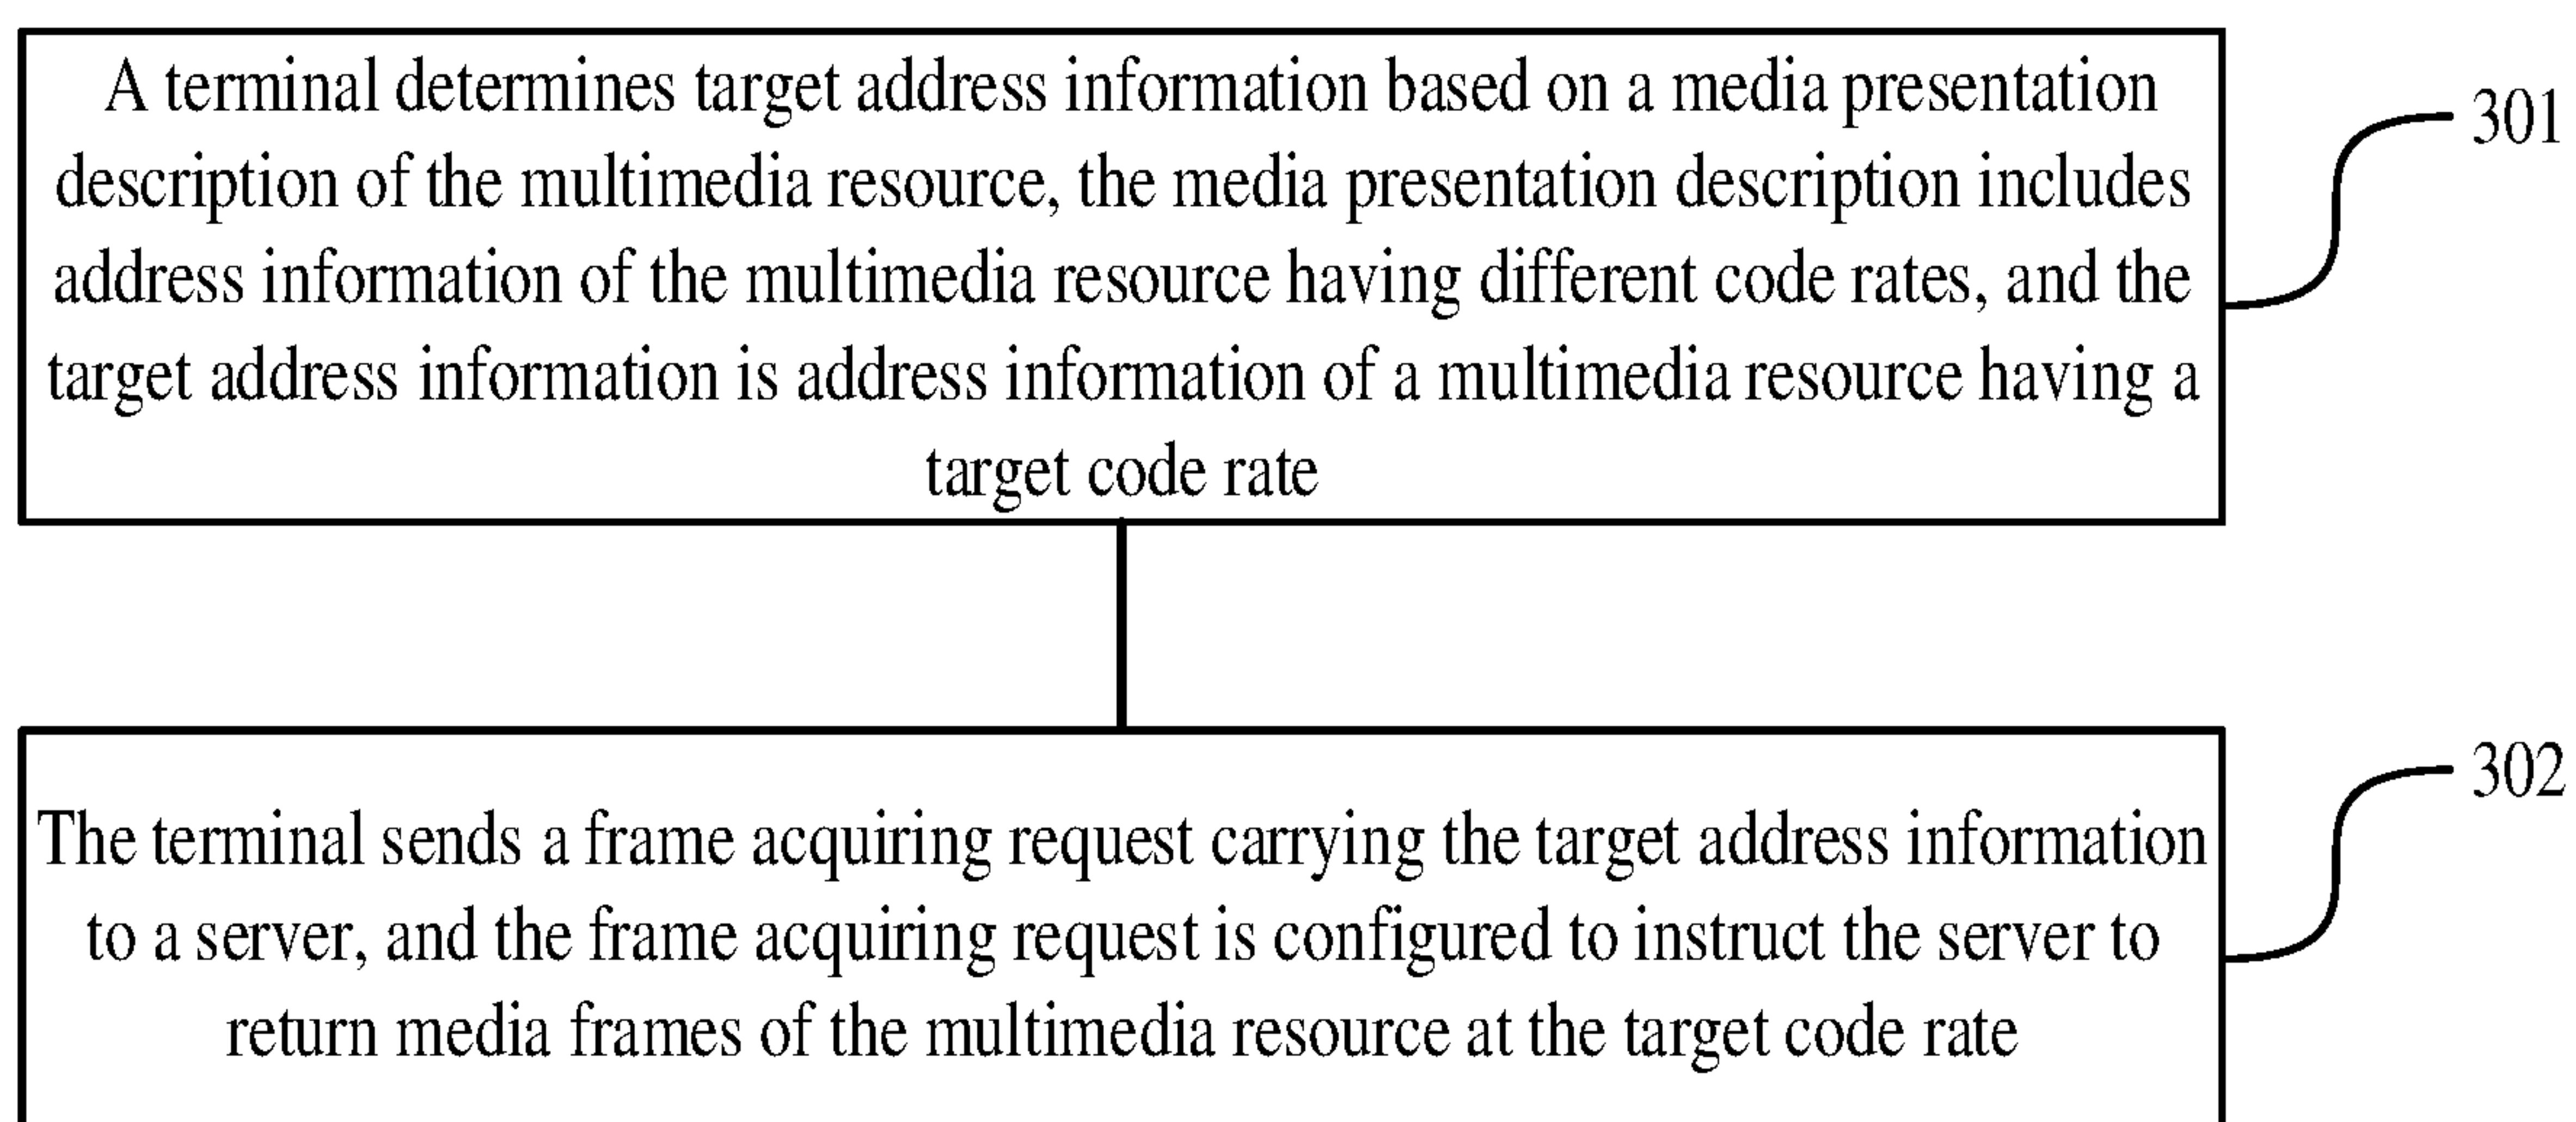 A terminal determines target address information based on a media presentation
description of the multimedia resource, the media presentation description includes
address information of the multimedia resource having different code rates, and the
target address information is address information of a multimedia resource having a
target code rate
301
The terminal sends a frame acquiring request carrying the target address information
to a server, and the frame acquiring request is configured to instruct the server to
return media frames of the multimedia resource at the target code rate
302